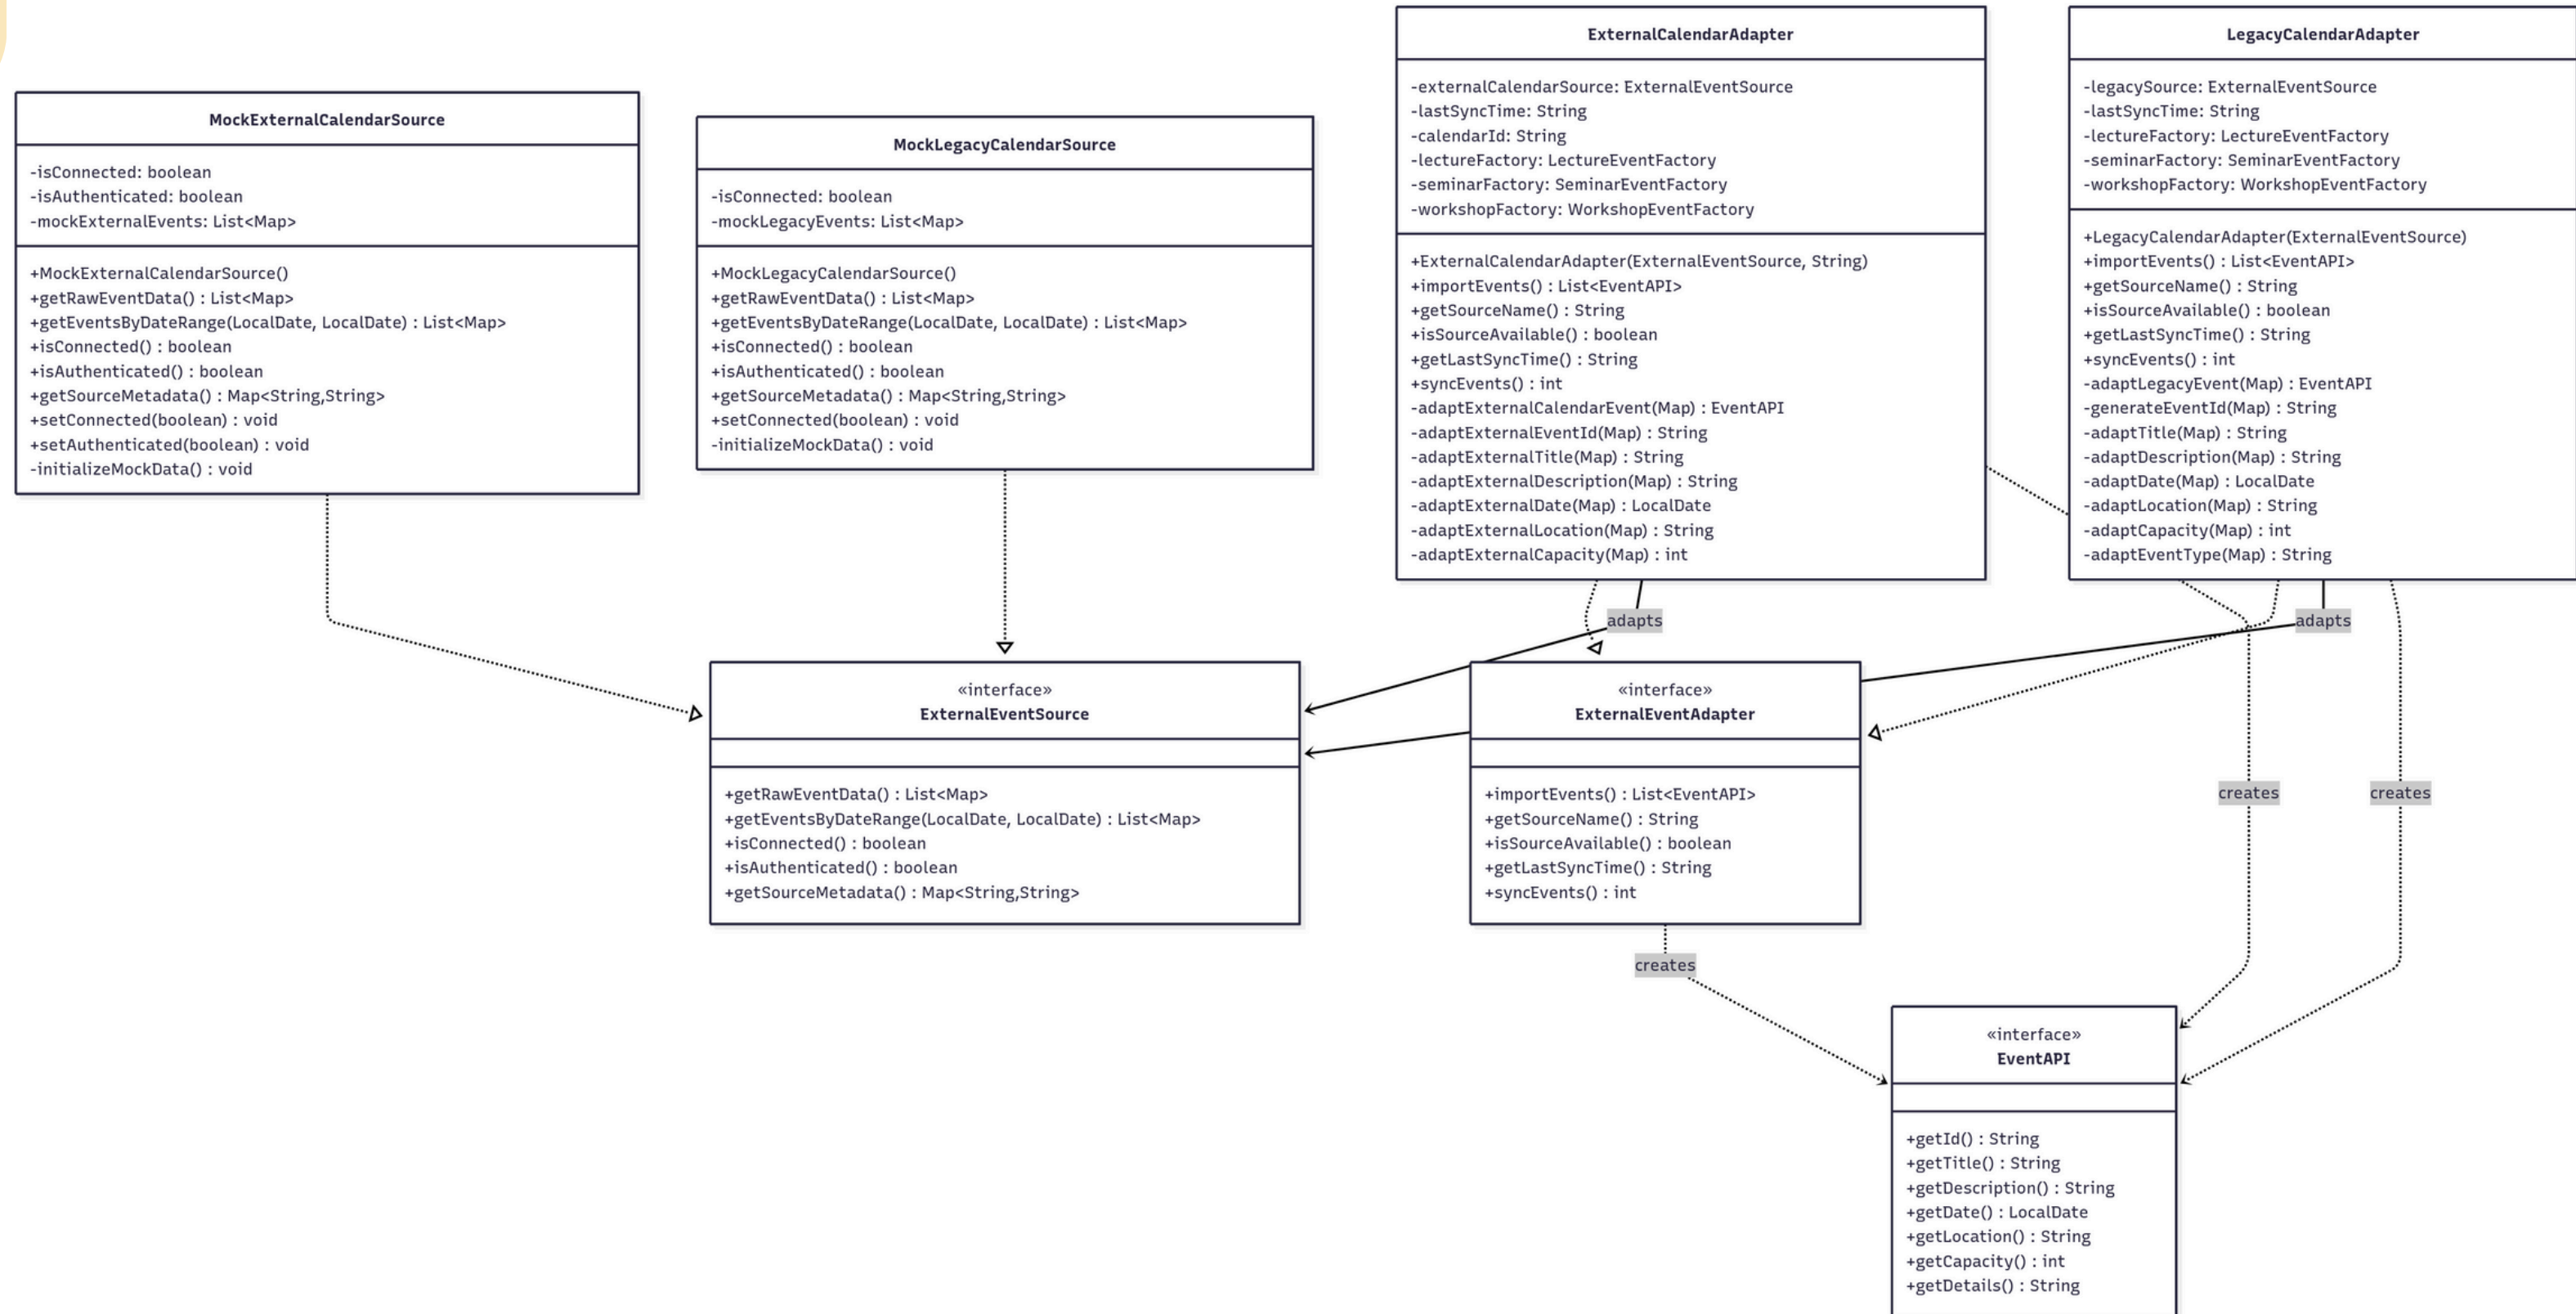 MockExternalCalendarSource
-isConnected: boolean
-isAuthenticated: boolean
-mockExternalEvents: List<Map>
+MockExternalCalendarSource()
+getRawEventData() : List<Map>
+getEventsByDateRange(LocalDate, LocalDate) : List<Map>
+isConnected() : boolean
+isAuthenticated() : boolean
+getSourceMetadata() : Map<String,String>
+setConnected(boolean) : void
+setAuthenticated(boolean) : void
-initializeMockData() : void
MockLegacyCalendarSource
-isConnected: boolean
-mockLegacyEvents: List<Map>
+MockLegacyCalendarSource()
+getRawEventData() : List<Map>
+getEventsByDateRange(LocalDate, LocalDate) : List<Map>
+isConnected() : boolean
+isAuthenticated() : boolean
+getSourceMetadata() : Map<String,String>
+setConnected(boolean) : void
-initializeMockData() : void
ExternalCalendarAdapter
-externalCalendarSource: ExternalEventSource
-lastSyncTime: String
-calendarId: String
-lectureFactory: LectureEventFactory
-seminarFactory: SeminarEventFactory
-workshopFactory: WorkshopEventFactory
+ExternalCalendarAdapter(ExternalEventSource, String)
+importEvents() : List<EventAPI>
+getSourceName() : String
+isSourceAvailable() : boolean
+getLastSyncTime() : String
+syncEvents() : int
-adaptExternalCalendarEvent(Map) : EventAPI
-adaptExternalEventId(Map) : String
-adaptExternalTitle(Map) : String
-adaptExternalDescription(Map) : String
-adaptExternalDate(Map) : LocalDate
-adaptExternalLocation(Map) : String
-adaptExternalCapacity(Map) : int
LegacyCalendarAdapter
-legacySource: ExternalEventSource
-lastSyncTime: String
-lectureFactory: LectureEventFactory
-seminarFactory: SeminarEventFactory
-workshopFactory: WorkshopEventFactory
+LegacyCalendarAdapter(ExternalEventSource)
+importEvents() : List<EventAPI>
+getSourceName() : String
+isSourceAvailable() : boolean
+getLastSyncTime() : String
+syncEvents() : int
-adaptLegacyEvent(Map) : EventAPI
-generateEventId(Map) : String
-adaptTitle(Map) : String
-adaptDescription(Map) : String
-adaptDate(Map) : LocalDate
-adaptLocation(Map) : String
-adaptCapacity(Map) : int
-adaptEventType(Map) : String
adapts
adapts
«interface»
ExternalEventSource
+getRawEventData() : List<Map>
+getEventsByDateRange(LocalDate, LocalDate) : List<Map>
+isConnected() : boolean
+isAuthenticated() : boolean
+getSourceMetadata() : Map<String,String>
«interface»
ExternalEventAdapter
+importEvents() : List<EventAPI>
+getSourceName() : String
+isSourceAvailable() : boolean
+getLastSyncTime() : String
+syncEvents() : int
creates
creates
creates
«interface»
EventAPI
+getId() : String
+getTitle() : String
+getDescription() : String
+getDate() : LocalDate
+getLocation() : String
+getCapacity() : int
+getDetails() : String